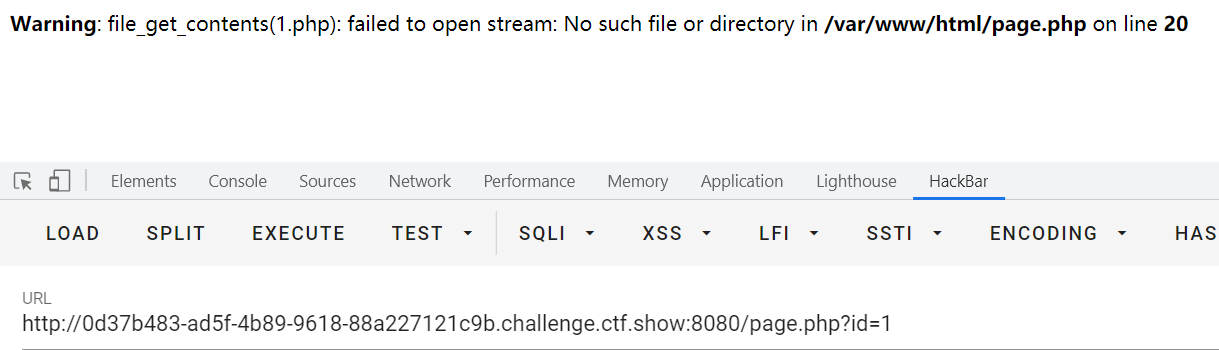 Warning: file_get_contents(1.php): failed to open stream: No such file or directory in /var/www/html/page.php on line 20
Elements Console Sources Network Performance Memory Application Lighthouse HackBar
LOAD SPLIT EXECUTE TEST SQLI XSS LFI SSTI ENCODING HAS
URL
http://0d37b483-ad5f-4b89-9618-88a227121c9b.challenge.ctf.show:8080/page.php?id=1